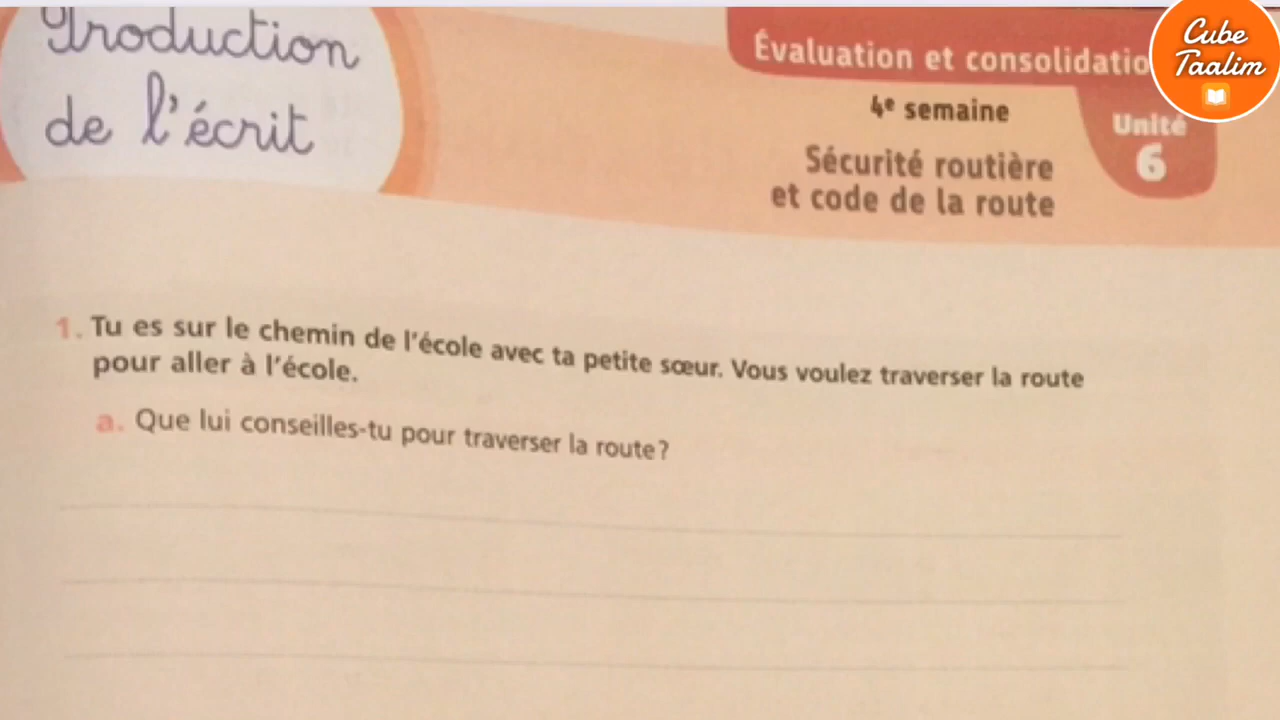 Production
de l'écrit
Évaluation et consolidatio
4e semaine
Unité
6
Sécurité routière
et code de la route
Cube
Taalim
1. Tu es sur le chemin de l'école avec ta petite sœur. Vous voulez traverser la route
pour aller à l'école.
a. Que lui conseilles-tu pour traverser la route?